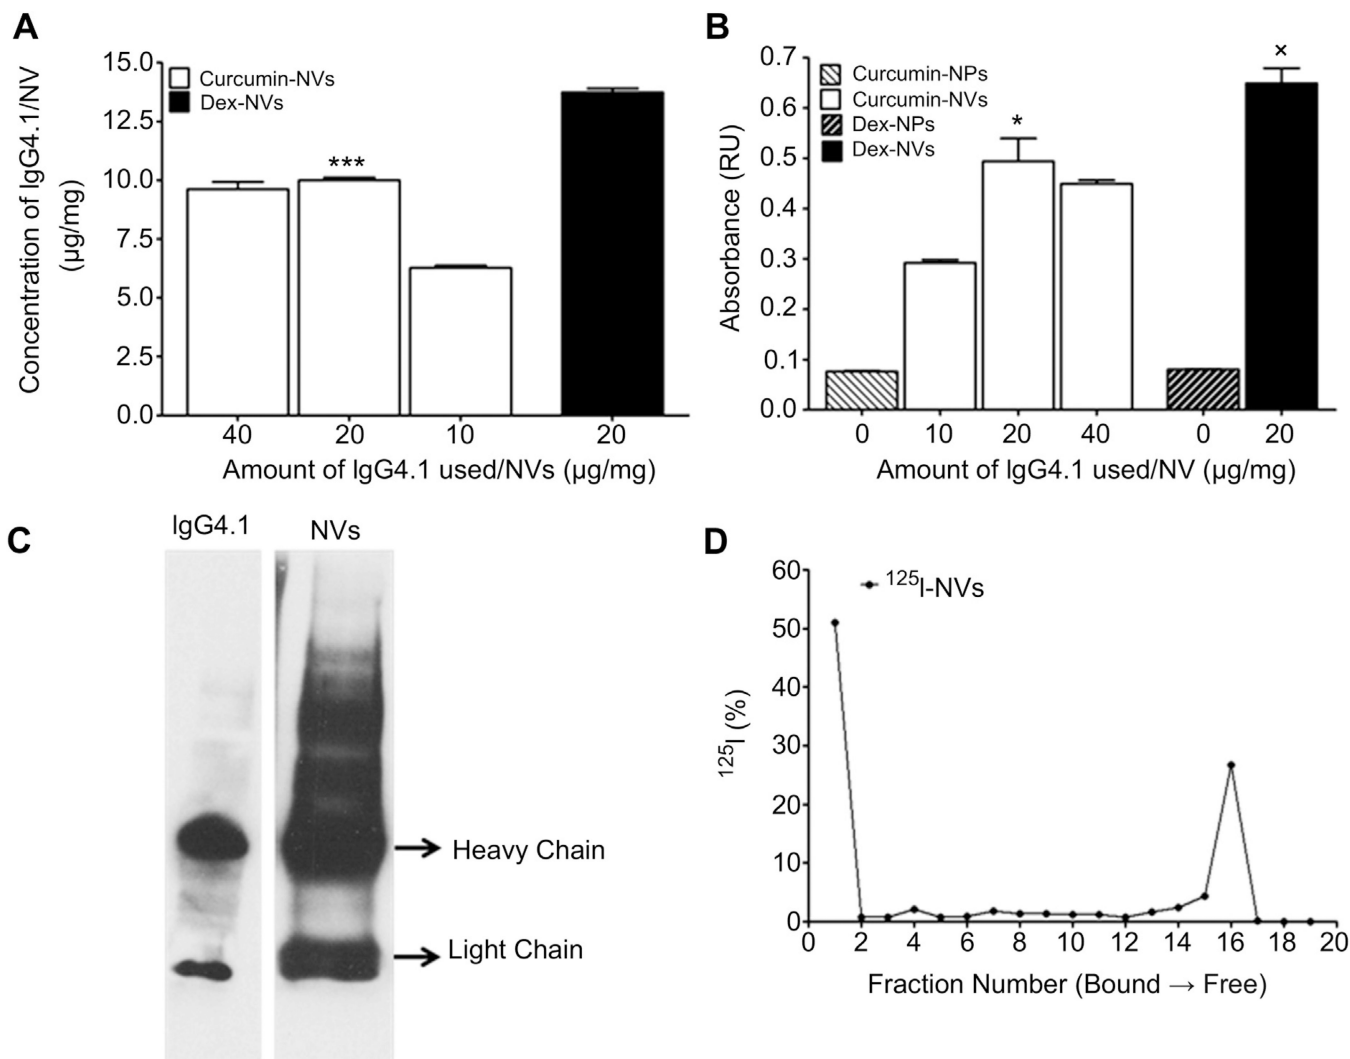 A
Concentration of IgG4.1/NV
(µg/mg)
15.0
12.5
10.0
7.5
5.0
2.5
0.0
Curcumin-NVs
Dex-NVs
***
40 20 10 20
Amount of IgG4.1 used/NVs (µg/mg)
B
Absorbance (RU)
0.7
0.6
0.5
0.4
0.3
0.2
0.1
0.0
Curcumin-NPs
Curcumin-NVs
Dex-NPs
Dex-NVs
*
×
0 10 20 40 0 20
Amount of IgG4.1 used/NV (µg/mg)
C
IgG4.1 NVs
Heavy Chain
Light Chain
D
125I (%)
60
50
40
30
20
10
0
125I-NVs
0 2 4 6 8 10 12 14 16 18 20
Fraction Number (Bound → Free)